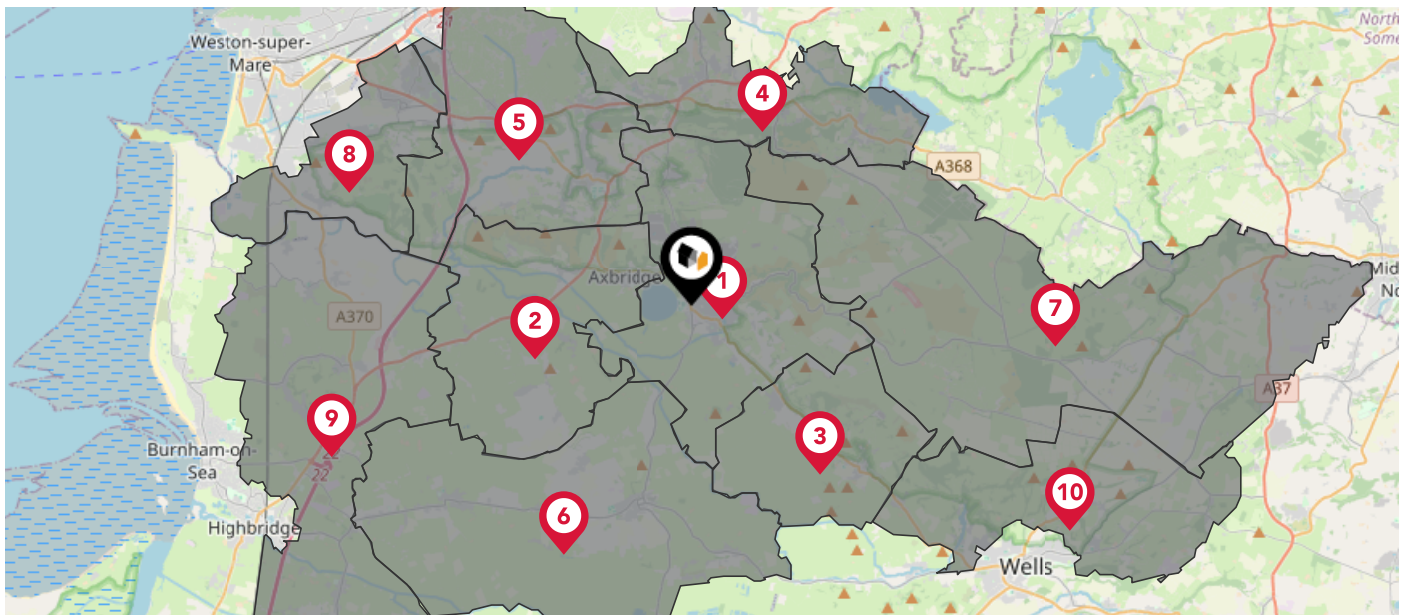 21
Weston-super-
Mare
North
Some
4
5
8
A368
Axbridge
1
Mid
No
7
A370
2
A37
9
3
Burnham-on-
Sea
22
22
10
6
Highbridge
Wells